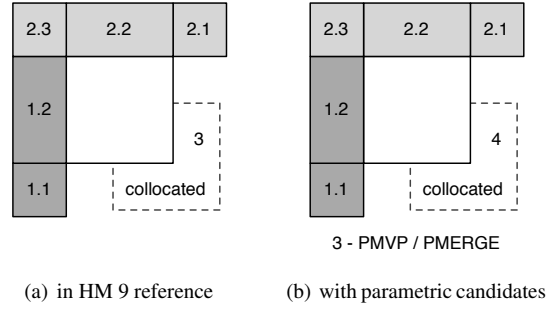 2.3 2.2 2.1
1.2
3
1.1 collocated
(a) in HM 9 reference
2.3 2.2 2.1
1.2
4
1.1 collocated
3 - PMVP / PMERGE
(b) with parametric candidates